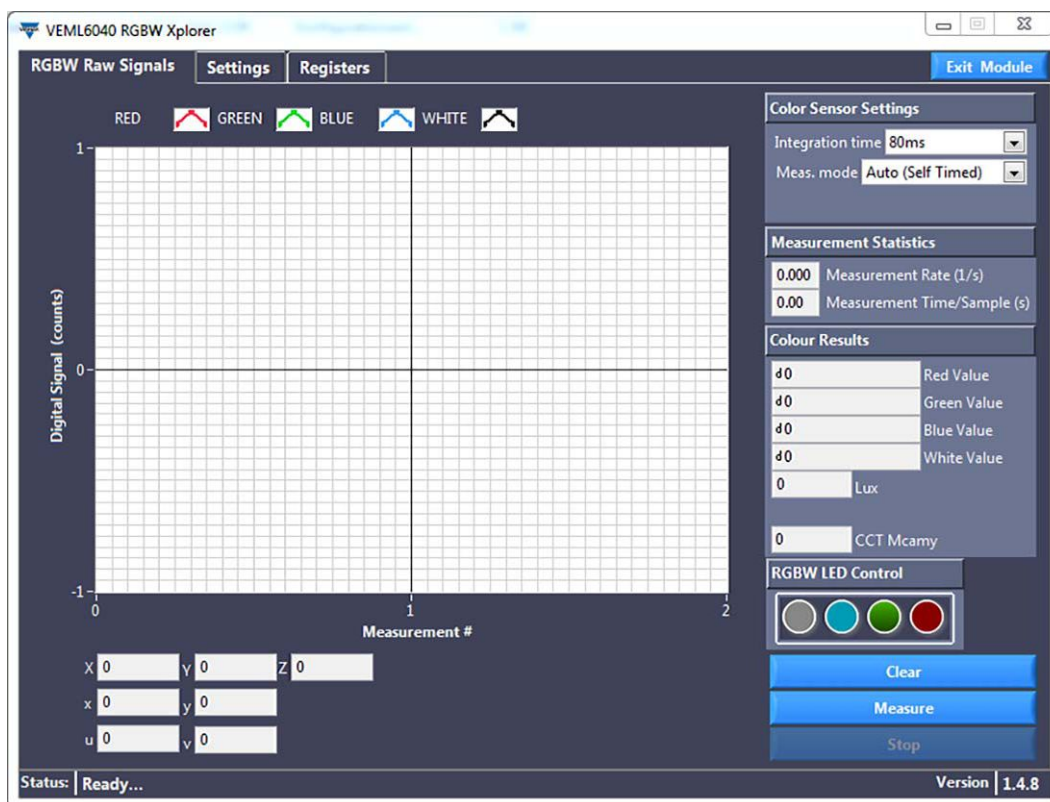 VEML6040 RGBW Xplorer
RGBW Raw Signals Settings Registers Exit Module
RED GREEN BLUE WHITE
1
0
-1
Digital Signal (counts)
0 1 2
Measurement #
X 0 Y 0 Z 0
x 0 y 0
u 0 v 0
Color Sensor Settings
Integration time 80ms
Meas. mode Auto (Self Timed)
Measurement Statistics
0.000 Measurement Rate (1/s)
0.00 Measurement Time/Sample (s)
Colour Results
d 0 Red Value
d 0 Green Value
d 0 Blue Value
d 0 White Value
0 Lux
0 CCT Mcamy
RGBW LED Control
Clear
Measure
Stop
Status: Ready... Version 1.4.8